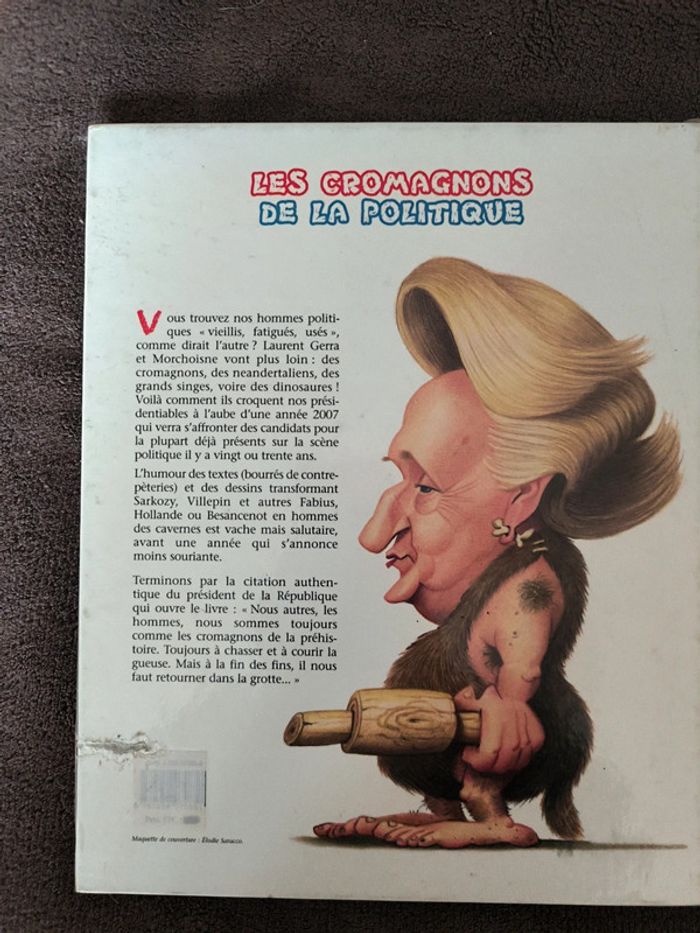 LES CROMAGNONS
DE LA POLITIQUE
Vous trouvez nos hommes politi-
ques « vieillis, fatigués, usés »,
comme dirait l'autre ? Laurent Gerra
et Morchoisne vont plus loin : des
cromagnons, des neandertaliens, des
grands singes, voire des dinosaures !
Voilà comment ils croquent nos prési-
dentiables à l'aube d'une année 2007
qui verra s'affronter des candidats pour
la plupart déjà présents sur la scène
politique il y a vingt ou trente ans.
L'humour des textes (bourrés de contre-
pèteries) et des dessins transformant
Sarkozy, Villepin et autres Fabius,
Hollande ou Besancenot en hommes
des cavernes est vache mais salutaire,
avant une année qui s'annonce
moins souriante.
Terminons par la citation authen-
tique du président de la République
qui ouvre le livre : « Nous autres, les
hommes, nous sommes toujours
comme les cromagnons de la préhis-
toire. Toujours à chasser et à courir la
gueuse. Mais à la fin des fins, il nous
faut retourner dans la grotte... »
Maquette de couverture : Élodie Saracco.